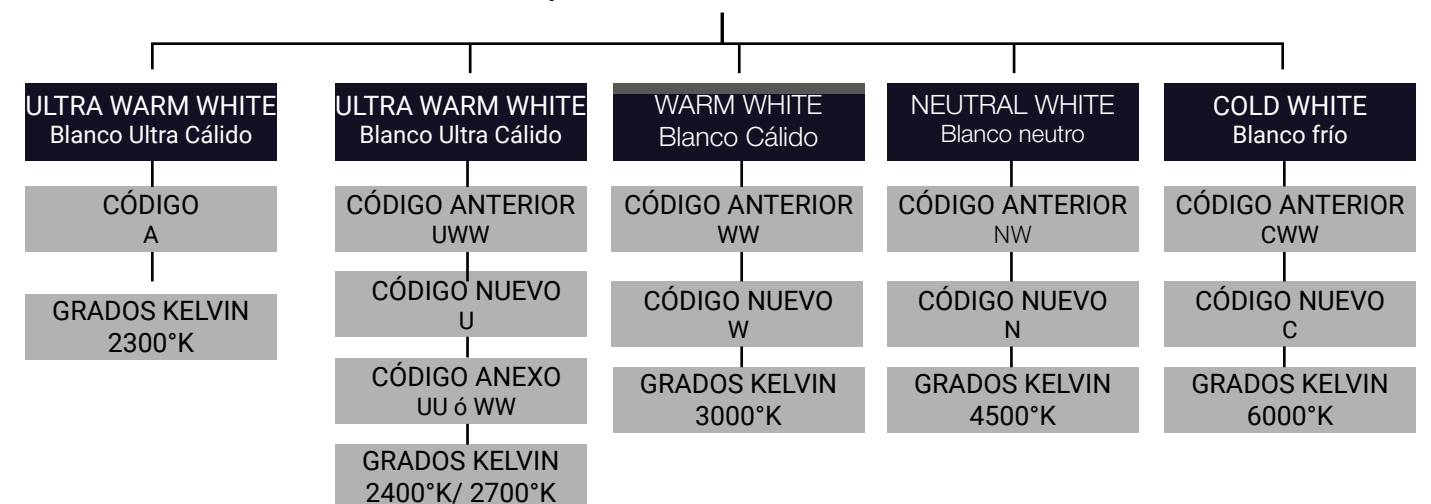 ULTRA WARM WHITE
Blanco Ultra Cálido
CÓDIGO
A
GRADOS KELVIN
2300°K
ULTRA WARM WHITE
Blanco Ultra Cálido
CÓDIGO ANTERIOR
UWW
CÓDIGO NUEVO
U
CÓDIGO ANEXO
UU ó WW
GRADOS KELVIN
2400°K/ 2700°K
WARM WHITE
Blanco Cálido
CÓDIGO ANTERIOR
WW
CÓDIGO NUEVO
W
GRADOS KELVIN
3000°K
NEUTRAL WHITE
Blanco neutro
CÓDIGO ANTERIOR
NW
CÓDIGO NUEVO
N
GRADOS KELVIN
4500°K
COLD WHITE
Blanco frío
CÓDIGO ANTERIOR
CWW
CÓDIGO NUEVO
C
GRADOS KELVIN
6000°K